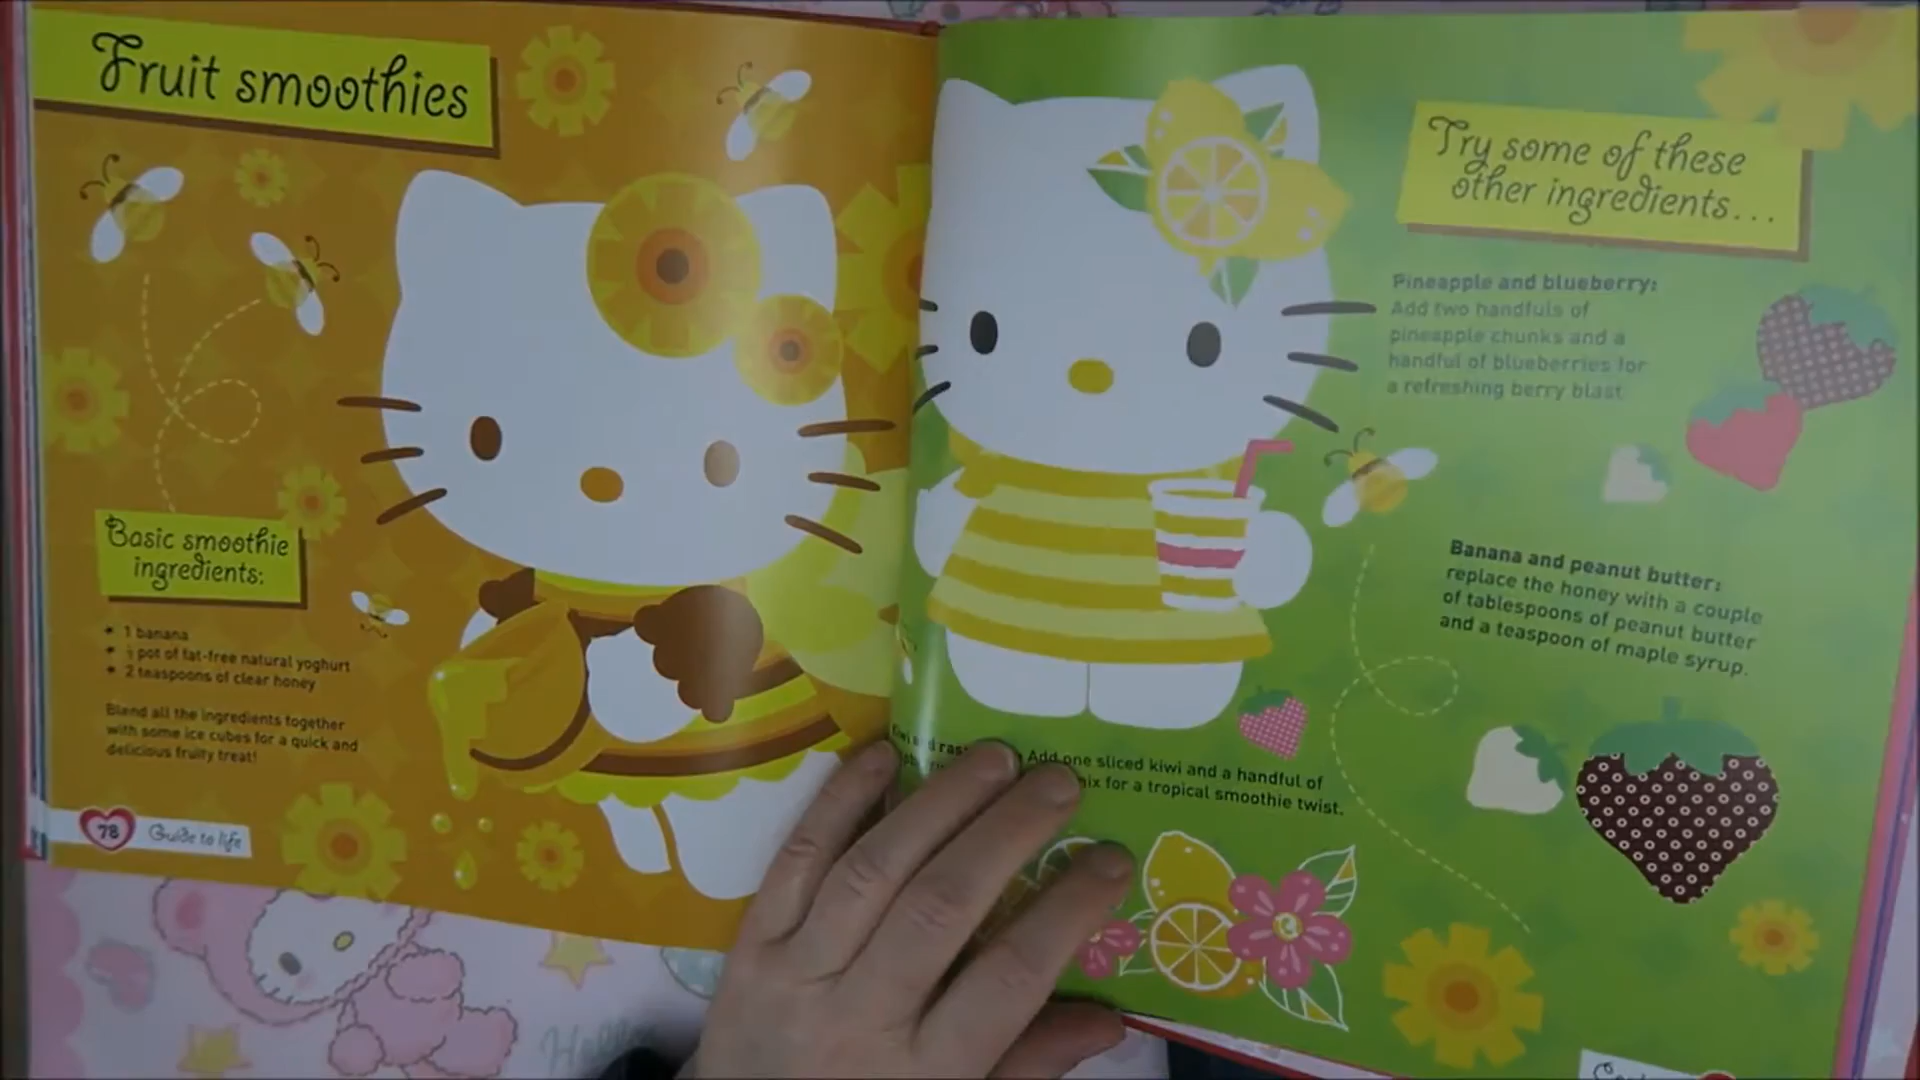 Fruit smoothies
Basic smoothie
ingredients:
* 1 banana
* ½ pot of fat-free natural yoghurt
* 2 teaspoons of clear honey
Blend all the ingredients together
with some ice cubes for a quick and
delicious fruity treat!
78 Guide to life
Try some of these
other ingredients...
Pineapple and blueberry:
Add two handfuls of
pineapple chunks and a
handful of blueberries for
a refreshing berry blast.
Banana and peanut butter:
replace the honey with a couple
of tablespoons of peanut butter
and a teaspoon of maple syrup.
Kiwi and Add one sliced kiwi and a handful of
mix for a tropical smoothie twist.
Hello